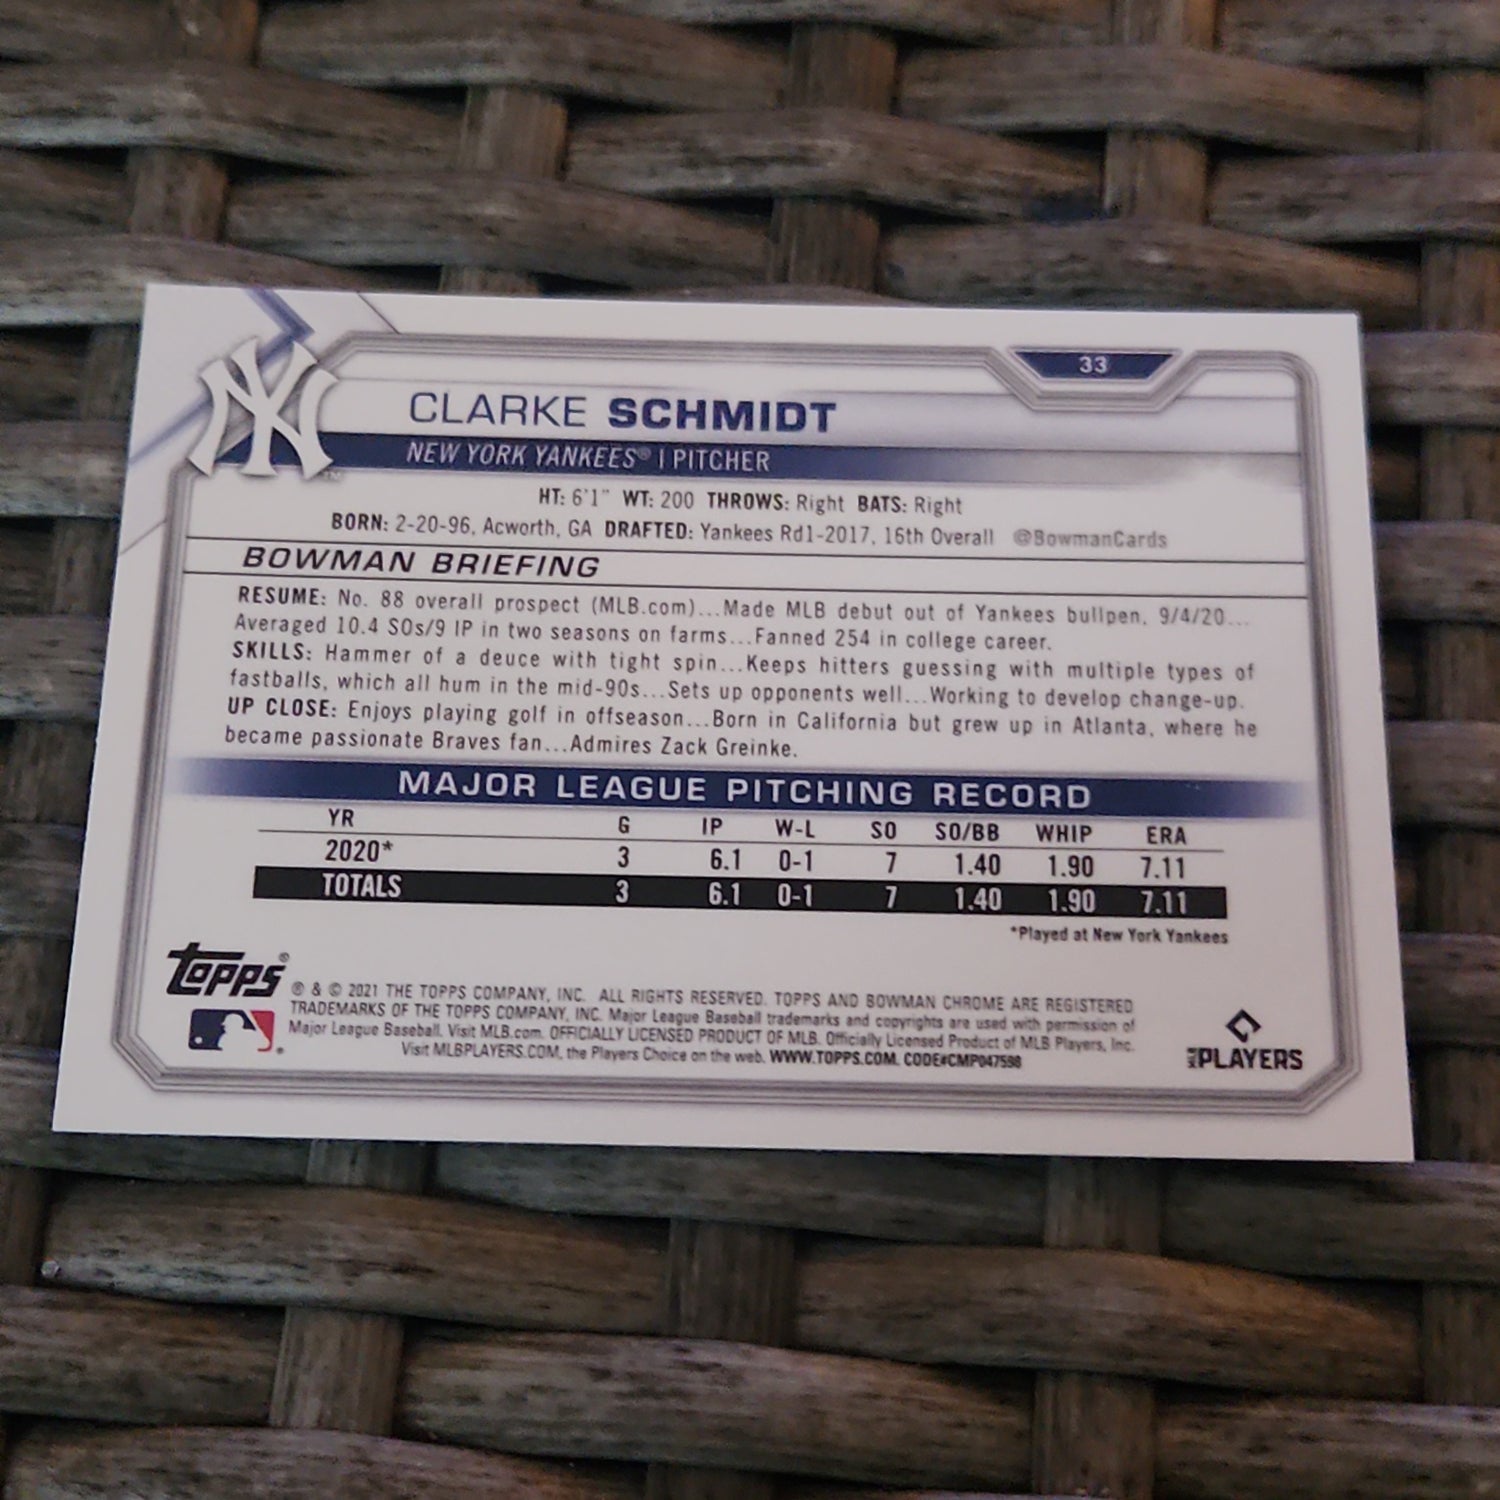 33
NY
CLARKE SCHMIDT
NEW YORK YANKEES® | PITCHER
HT: 6'1" WT: 200 THROWS: Right BATS: Right
BORN: 2-20-96, Acworth, GA DRAFTED: Yankees Rd1-2017, 16th Overall @BowmanCards
BOWMAN BRIEFING
RESUME: No. 88 overall prospect (MLB.com)...Made MLB debut out of Yankees bullpen, 9/4/20...
Averaged 10.4 SOs/9 IP in two seasons on farms...Fanned 254 in college career.
SKILLS: Hammer of a deuce with tight spin...Keeps hitters guessing with multiple types of
fastballs, which all hum in the mid-90s...Sets up opponents well...Working to develop change-up.
UP CLOSE: Enjoys playing golf in offseason...Born in California but grew up in Atlanta, where he
became passionate Braves fan...Admires Zack Greinke.
MAJOR LEAGUE PITCHING RECORD
YR G IP W-L SO SO/BB WHIP ERA
2020* 3 6.1 0-1 7 1.40 1.90 7.11
TOTALS 3 6.1 0-1 7 1.40 1.90 7.11
*Played at New York Yankees
topps®
® & © 2021 THE TOPPS COMPANY, INC. ALL RIGHTS RESERVED. TOPPS AND BOWMAN CHROME ARE REGISTERED
TRADEMARKS OF THE TOPPS COMPANY, INC. Major League Baseball trademarks and copyrights are used with permission of
Major League Baseball. Visit MLB.com. OFFICIALLY LICENSED PRODUCT OF MLB. Officially Licensed Product of MLB Players, Inc.
Visit MLBPLAYERS.COM, the Players Choice on the web. WWW.TOPPS.COM. CODE#CMP047598
MLB PLAYERS